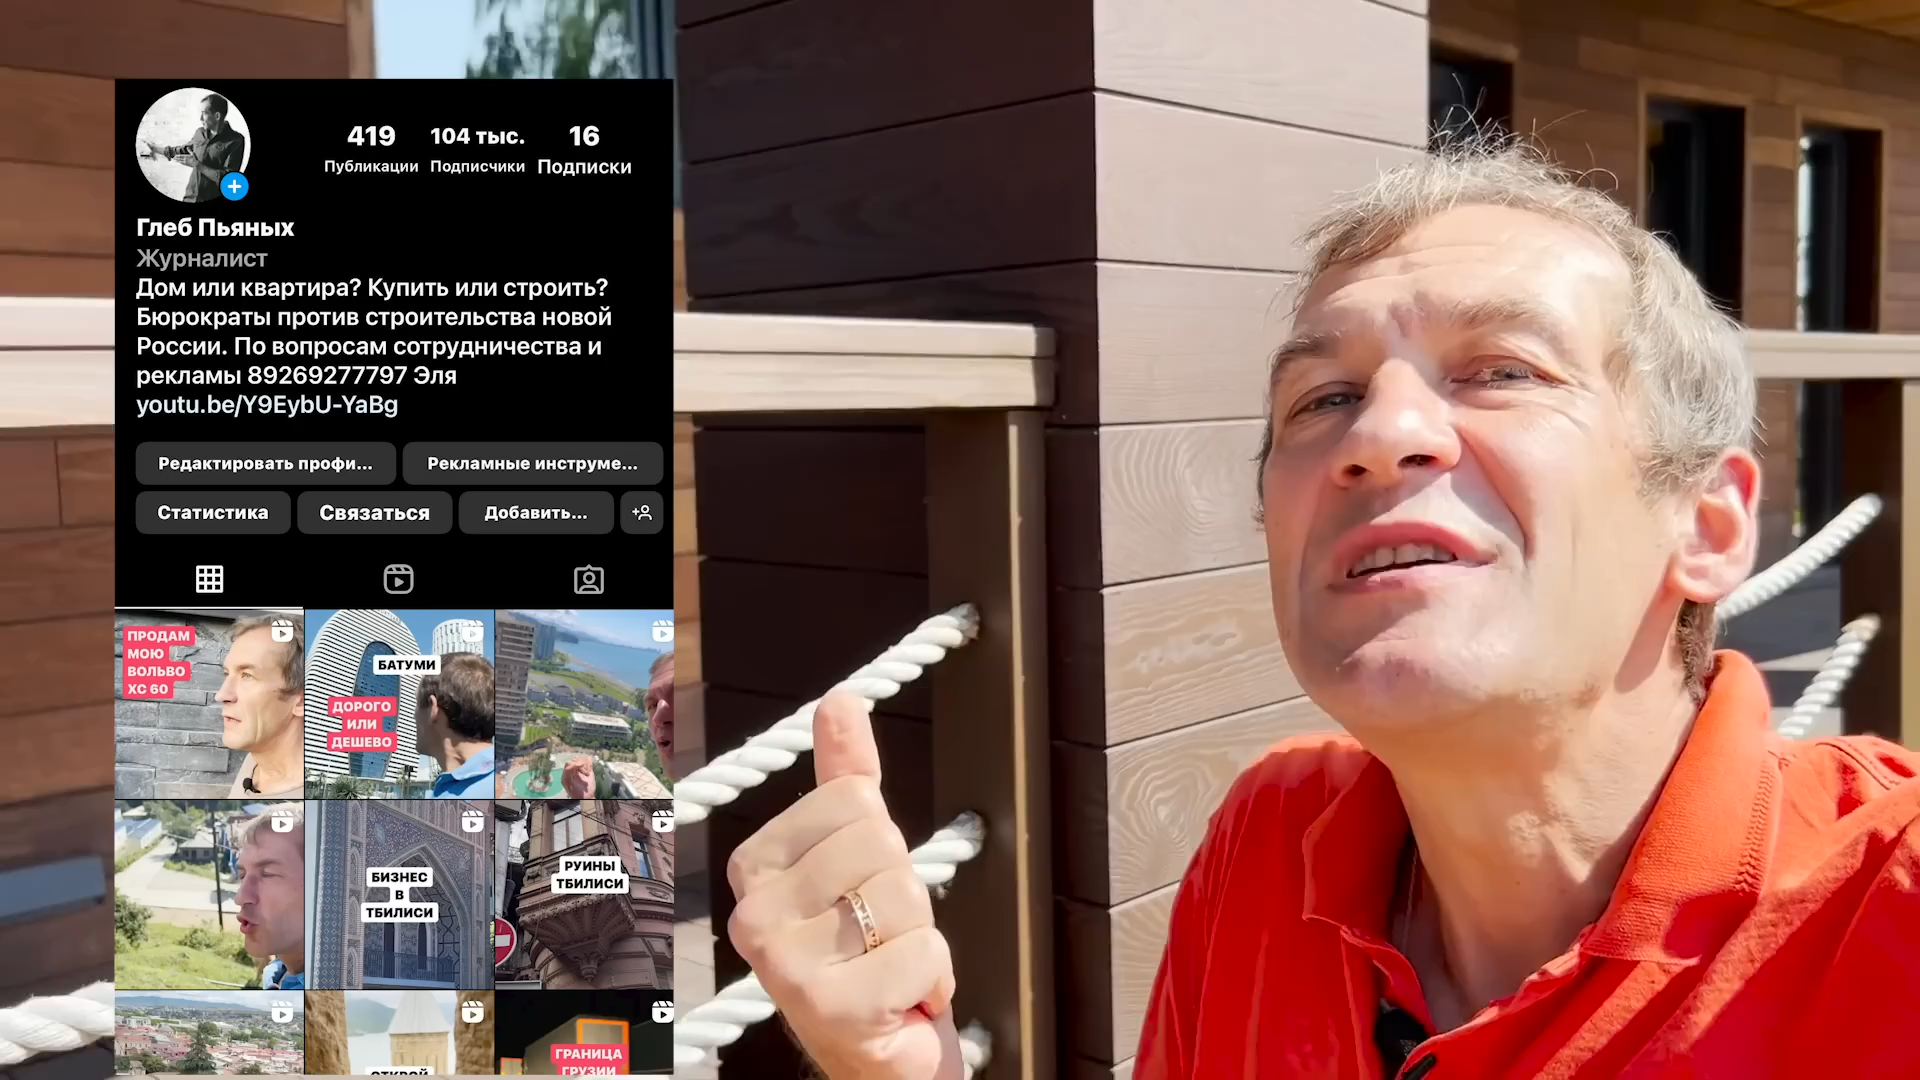 419
104 тыс.
16
Публикации
Подписчики
Подписки
Глеб Пьяных
Журналист
Дом или квартира? Купить или строить?
Бюрократы против строительства новой
России. По вопросам сотрудничества и
рекламы 89269277797 Эля
youtu.be/Y9EybU-YaBg
Редактировать профи...
Рекламные инструме...
Статистика
Связаться
Добавить...
ПРОДАМ
МОЮ
ВОЛЬВО
XC 60
БАТУМИ
ДОРОГО
ИЛИ
ДЕШЕВО
БИЗНЕС
В
ТБИЛИСИ
РУИНЫ
ТБИЛИСИ
ОТКРОЙ
ГРАНИЦА
ГРУЗИИ